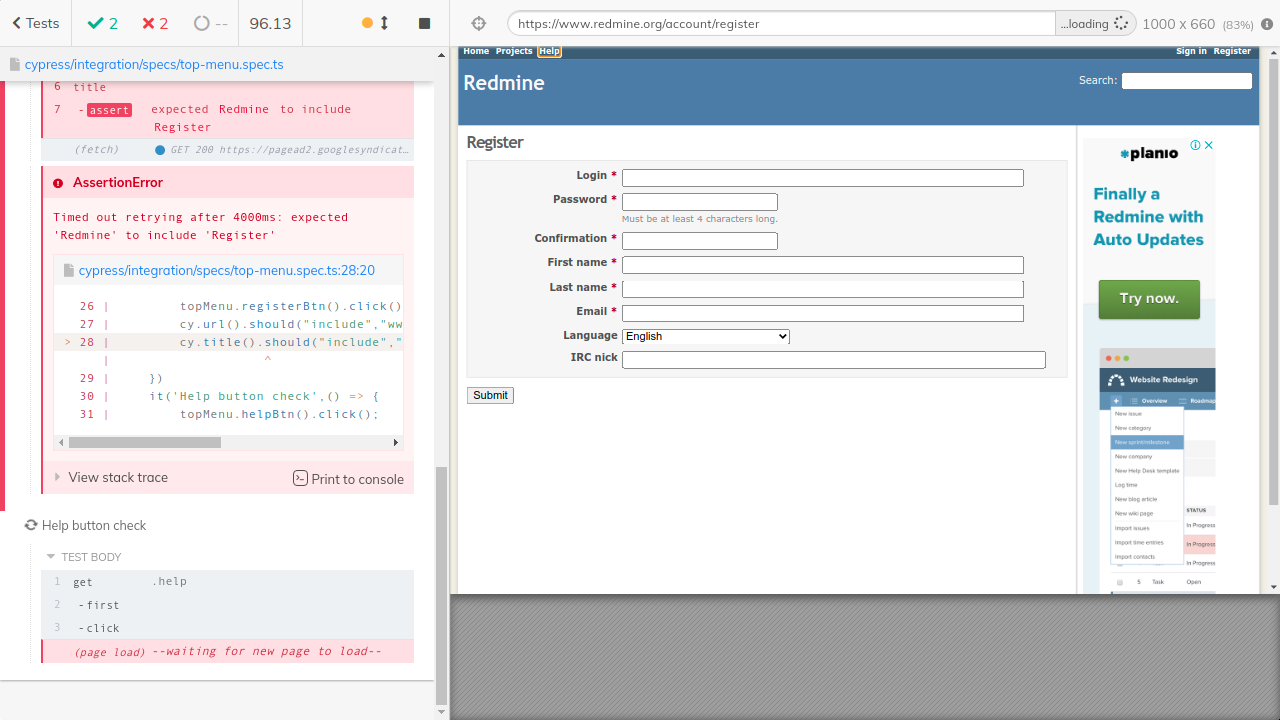 Tests
2
2
--
96.13
https://www.redmine.org/account/register
...loading
1000 x 660 (83%)
cypress/integration/specs/top-menu.spec.ts
6 title
7 -assert expected Redmine to include
Register
(fetch) GET 200 https://pagead2.googlesyndicat...
AssertionError
Timed out retrying after 4000ms: expected
'Redmine' to include 'Register'
cypress/integration/specs/top-menu.spec.ts:28:20
26 | topMenu.registerBtn().click()
27 | cy.url().should("include","ww
> 28 | cy.title().should("include","
| ^
29 | })
30 | it('Help button check',() => {
31 | topMenu.helpBtn().click();
View stack trace
Print to console
Help button check
TEST BODY
1 get .help
2 -first
3 -click
(page load) --waiting for new page to load--
Home Projects Help
Sign in Register
Redmine
Search:
Register
Login *
Password *
Must be at least 4 characters long.
Confirmation *
First name *
Last name *
Email *
Language English
IRC nick
Submit
planio
Finally a
Redmine with
Auto Updates
Try now.
Website Redesign
+ Overview Roadmap
New issue
New category
New sprint/milestone
New company
New Help Desk template
Log time
New blog article
New wiki page
Import issues
Import time entries
Import contacts
STATUS
In Progress
In Progress
In Progress
5 Task Open